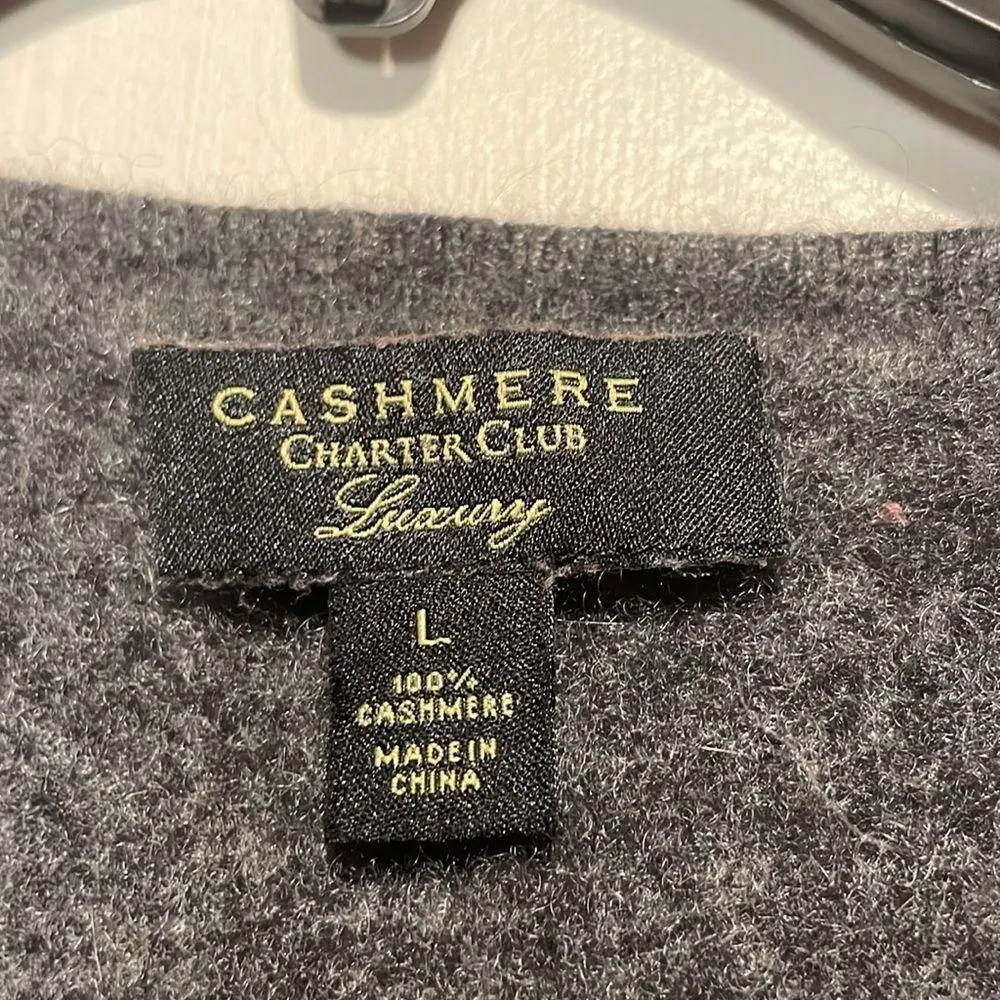 CASHMERE
CHARTER CLUB
Luxury
L
100%
CASHMERE
MADE IN
CHINA